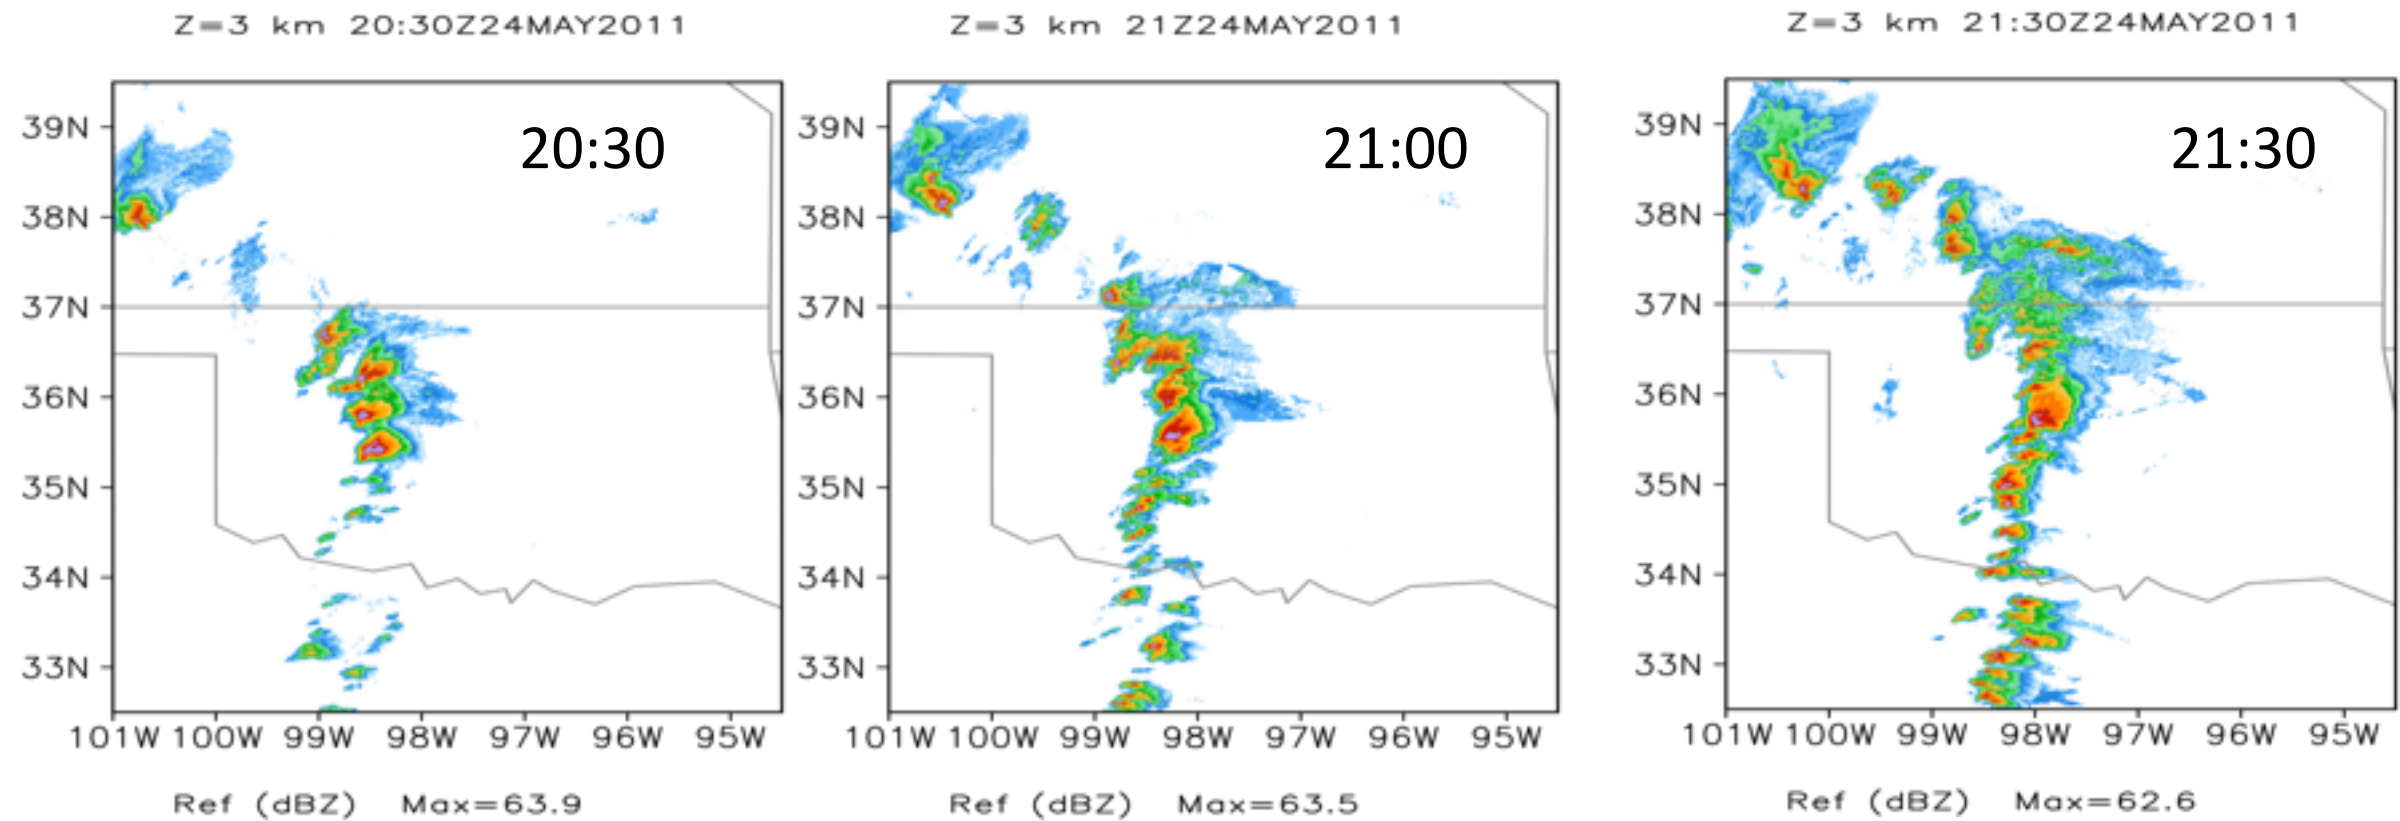 Z=3 km 20:30Z24MAY2011
20:30
39N
38N
37N
36N
35N
34N
33N
101W 100W 99W 98W 97W 96W 95W
Ref (dBZ) Max=63.9
Z=3 km 21Z24MAY2011
21:00
39N
38N
37N
36N
35N
34N
33N
101W 100W 99W 98W 97W 96W 95W
Ref (dBZ) Max=63.5
Z=3 km 21:30Z24MAY2011
21:30
39N
38N
37N
36N
35N
34N
33N
101W 100W 99W 98W 97W 96W 95W
Ref (dBZ) Max=62.6